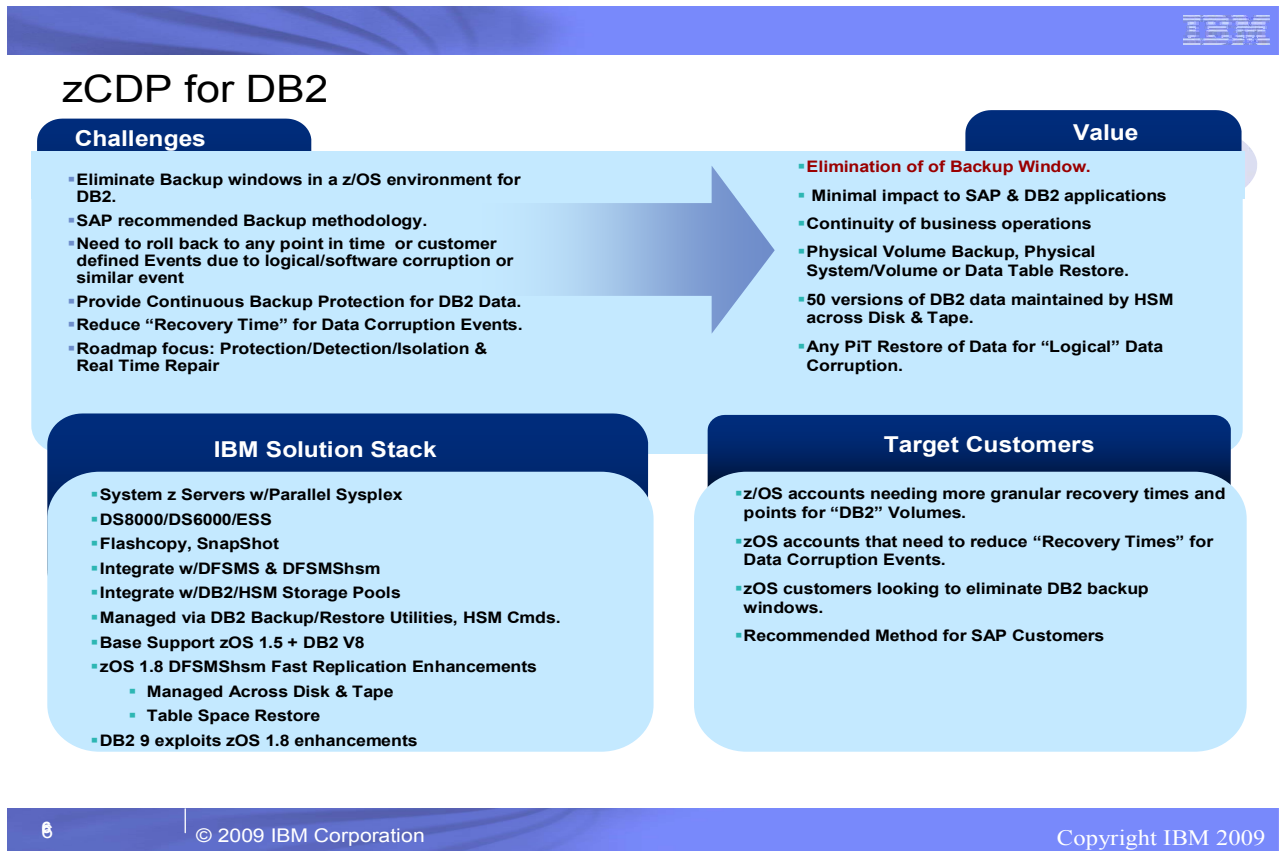 IBM
zCDP for DB2
Challenges
▪Eliminate Backup windows in a z/OS environment for
DB2.
▪SAP recommended Backup methodology.
▪Need to roll back to any point in time or customer
defined Events due to logical/software corruption or
similar event
▪Provide Continuous Backup Protection for DB2 Data.
▪Reduce “Recovery Time” for Data Corruption Events.
▪Roadmap focus: Protection/Detection/Isolation &
Real Time Repair
Value
▪Elimination of of Backup Window.
▪ Minimal impact to SAP & DB2 applications
▪Continuity of business operations
▪Physical Volume Backup, Physical
System/Volume or Data Table Restore.
▪50 versions of DB2 data maintained by HSM
across Disk & Tape.
▪Any PiT Restore of Data for “Logical” Data
Corruption.
IBM Solution Stack
▪System z Servers w/Parallel Sysplex
▪DS8000/DS6000/ESS
▪Flashcopy, SnapShot
▪Integrate w/DFSMS & DFSMShsm
▪Integrate w/DB2/HSM Storage Pools
▪Managed via DB2 Backup/Restore Utilities, HSM Cmds.
▪Base Support zOS 1.5 + DB2 V8
▪zOS 1.8 DFSMShsm Fast Replication Enhancements
▪ Managed Across Disk & Tape
▪ Table Space Restore
▪DB2 9 exploits zOS 1.8 enhancements
Target Customers
▪z/OS accounts needing more granular recovery times and
points for “DB2” Volumes.
▪zOS accounts that need to reduce “Recovery Times” for
Data Corruption Events.
▪zOS customers looking to eliminate DB2 backup
windows.
▪Recommended Method for SAP Customers
© 2009 IBM Corporation
Copyright IBM 2009